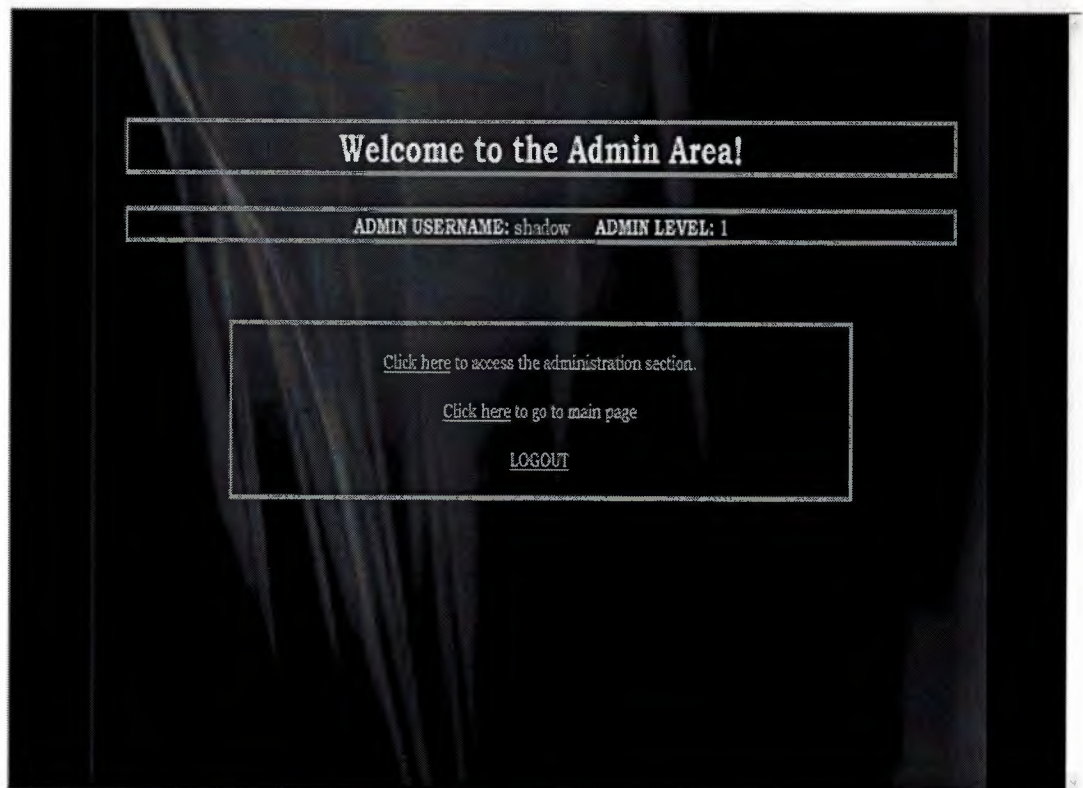 Welcome to the Admin Area!
ADMIN USERNAME: shadow ADMIN LEVEL: 1
Click here to access the administration section.
Click here to go to main page
LOGOUT